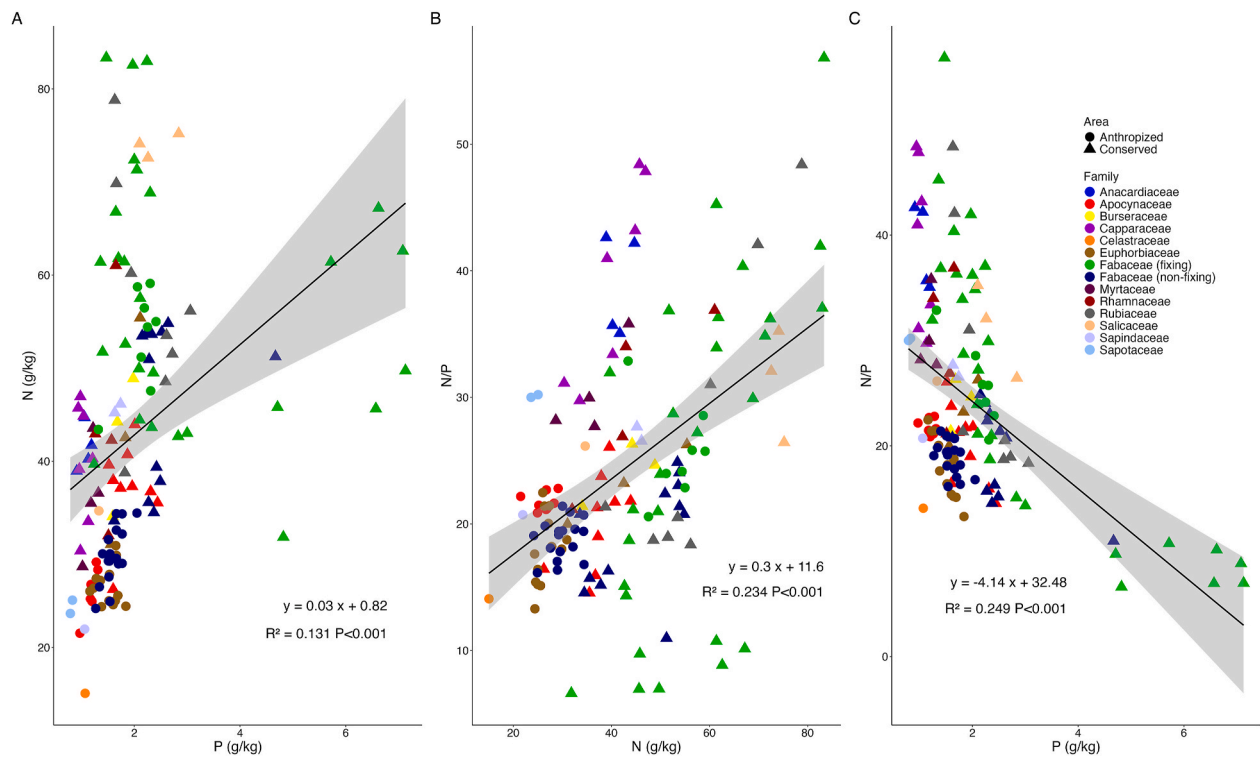 A
N (g/kg)
80
60
40
20
2
4
6
P (g/kg)
y = 0.03 x + 0.82
R² = 0.131 P<0.001
B
N/P
50
40
30
20
10
20
40
60
80
N (g/kg)
y = 0.3 x + 11.6
R² = 0.234 P<0.001
C
N/P
40
20
0
2
4
6
P (g/kg)
y = -4.14 x + 32.48
R² = 0.249 P<0.001
Area
Anthropized
Conserved
Family
Anacardiaceae
Apocynaceae
Burseraceae
Capparaceae
Celastraceae
Euphorbiaceae
Fabaceae (fixing)
Fabaceae (non-fixing)
Myrtaceae
Rhamnaceae
Rubiaceae
Salicaceae
Sapindaceae
Sapotaceae